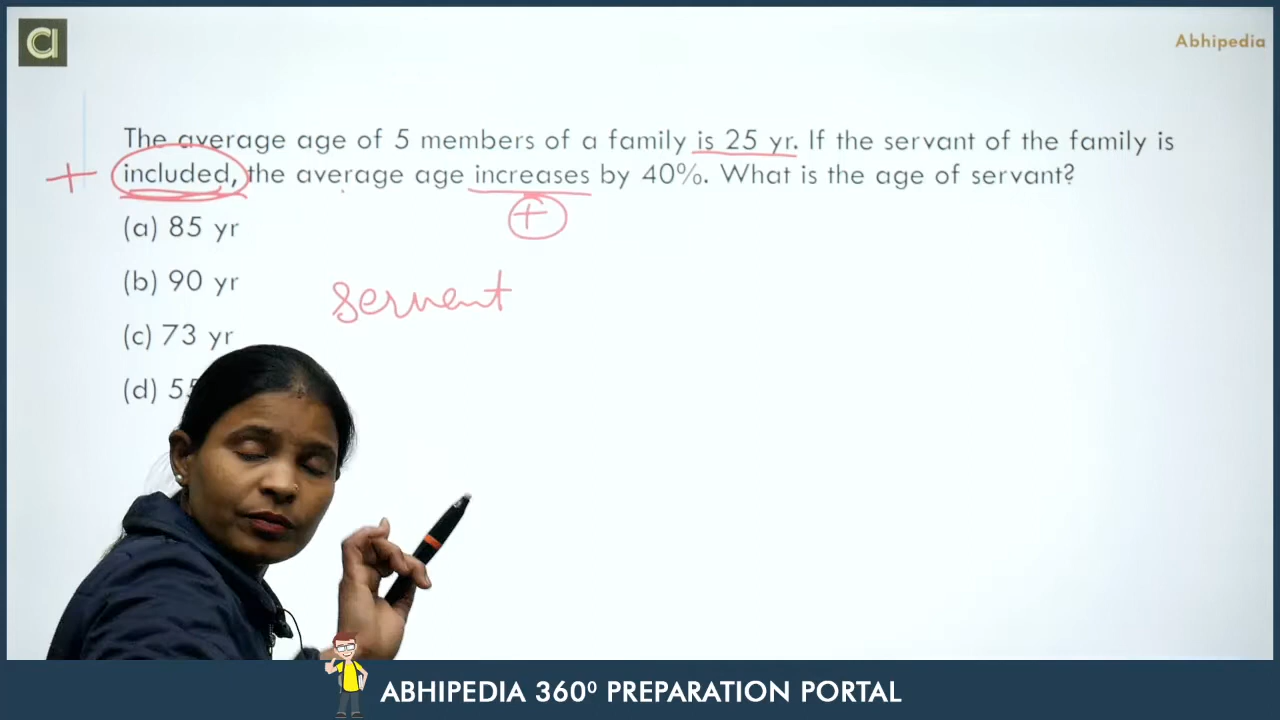 Abhipedia
The average age of 5 members of a family is 25 yr. If the servant of the family is
+ included, the average age increases by 40%. What is the age of servant?
+
(a) 85 yr
(b) 90 yr
servent
(c) 73 yr
(d)
ABHIPEDIA 360⁰ PREPARATION PORTAL